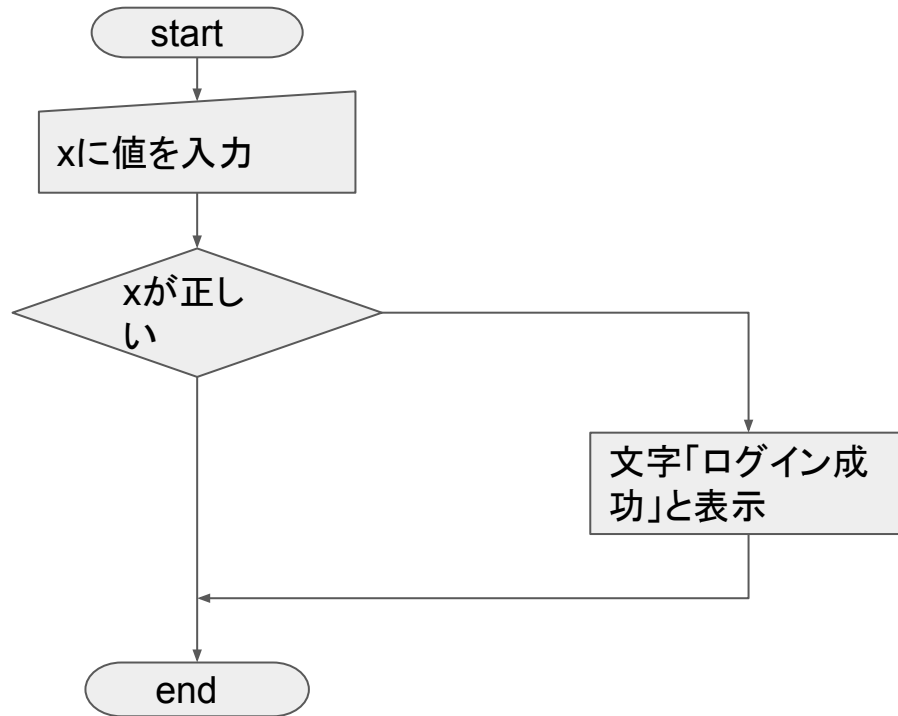 start
xに値を入力
xが正し
い
文字｢ログイン成
功｣と表示
end